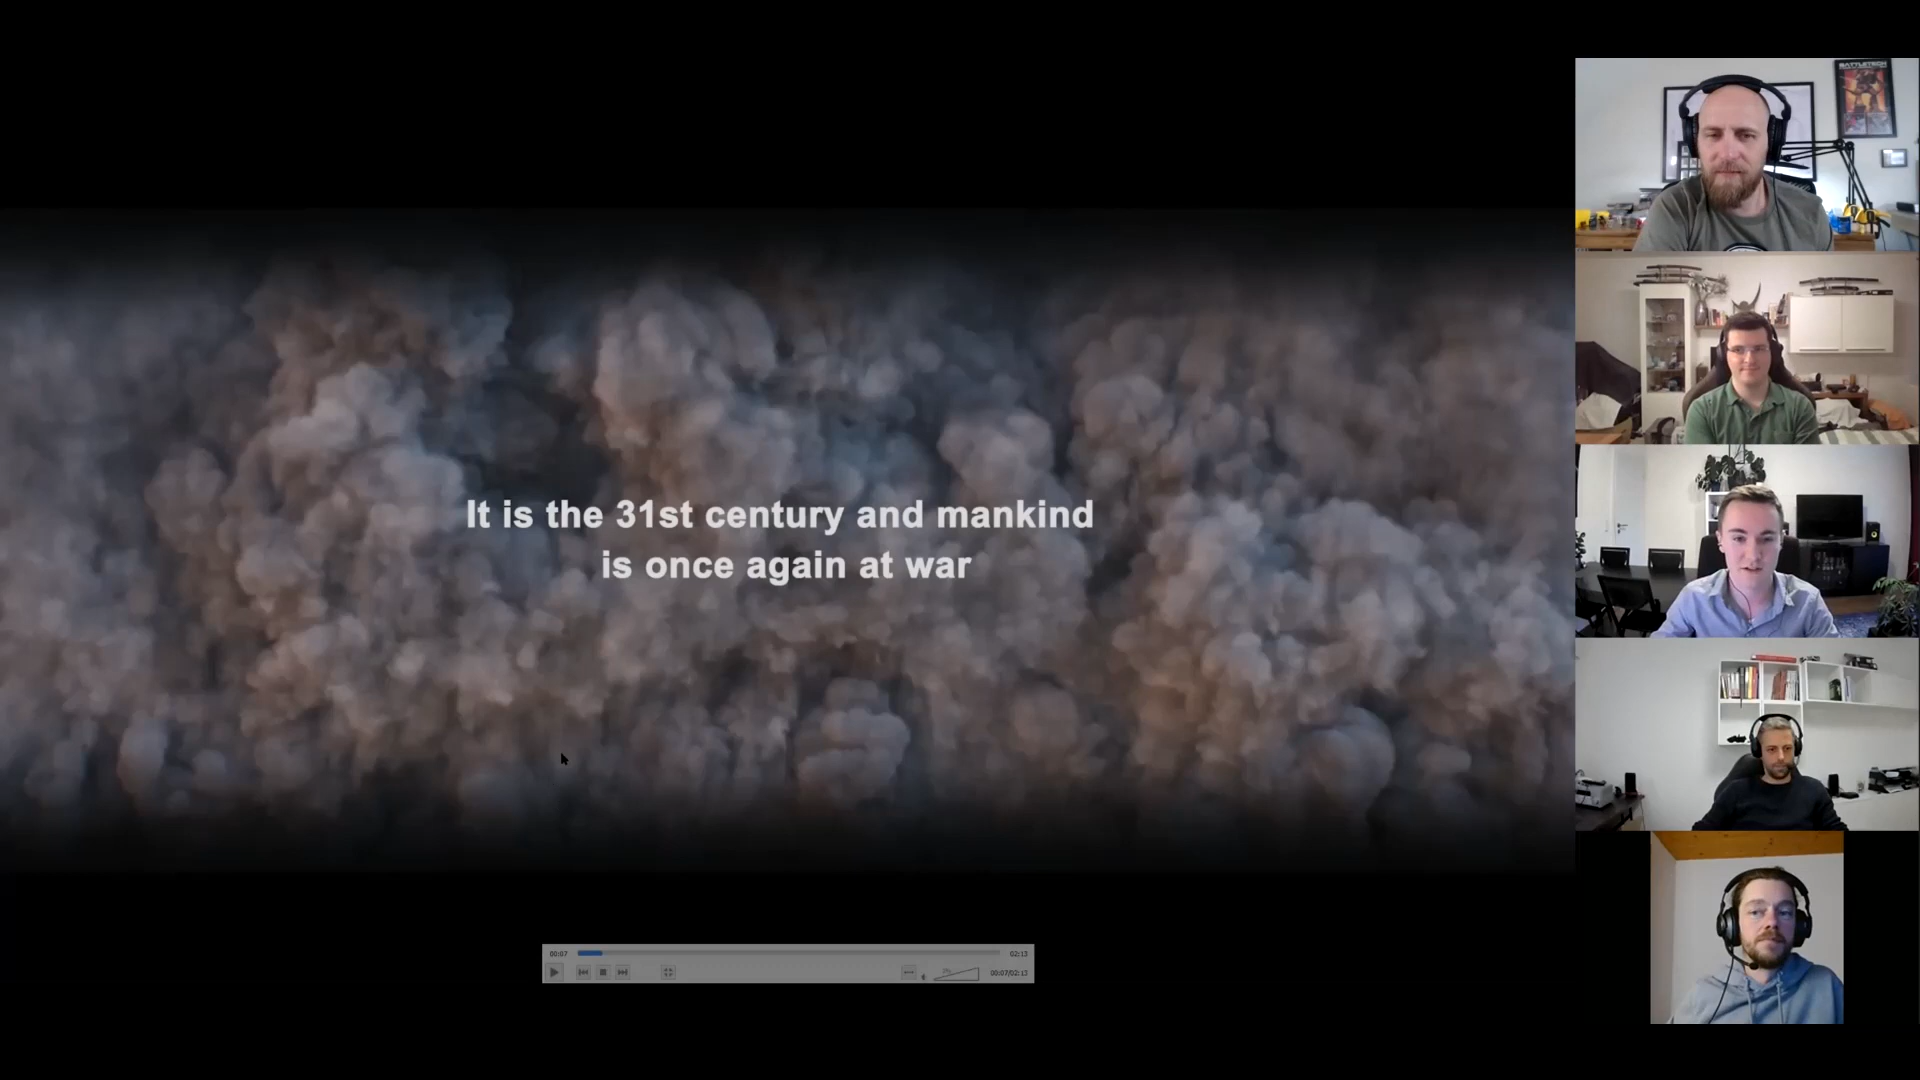 BATTLETECH
It is the 31st century and mankind
is once again at war
00:07
02:13
00:07/02:13